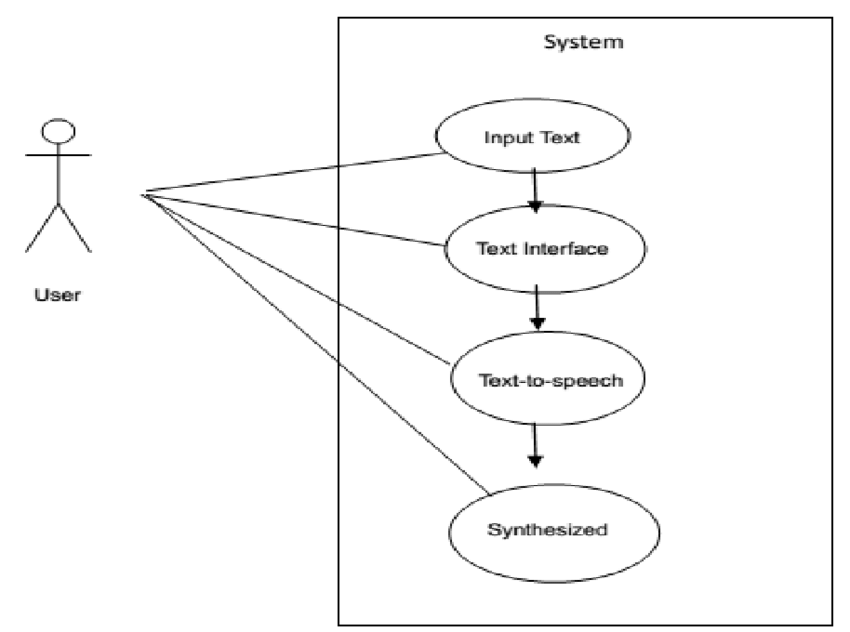 System
Input Text
Text Interface
User
Text-to-speech
Synthesized